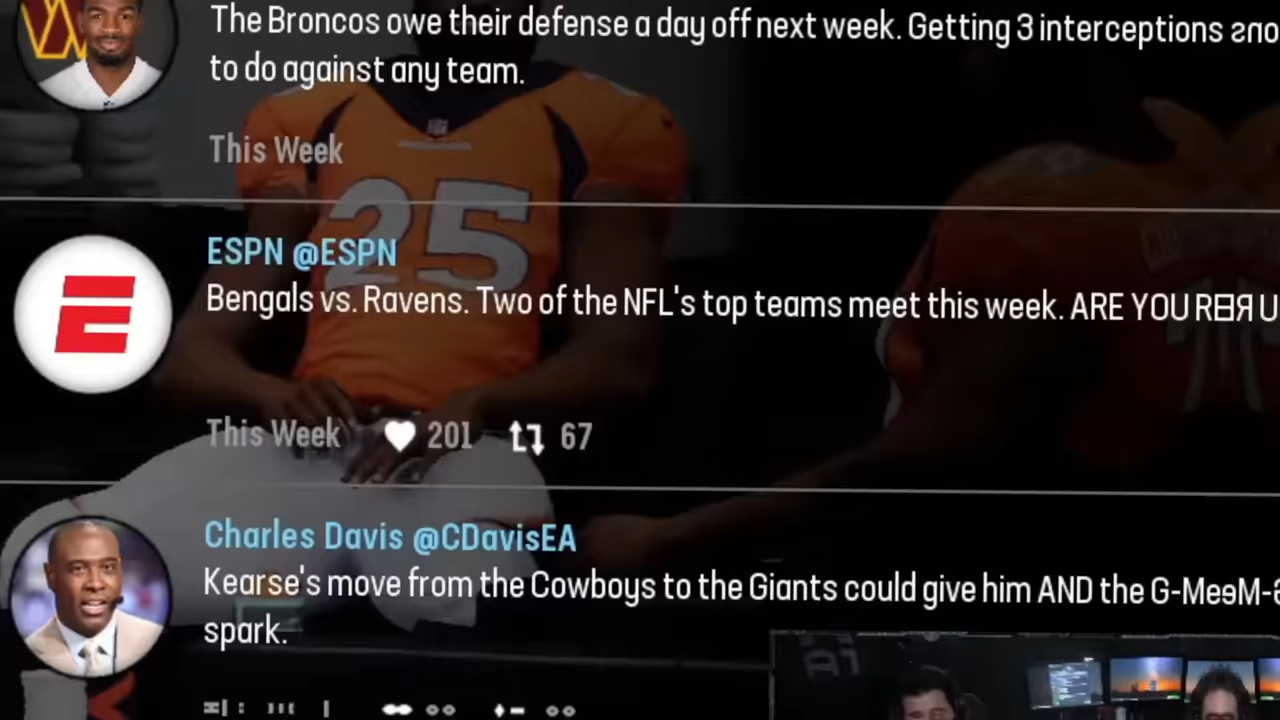 The Broncos owe their defense a day off next week. Getting 3 interceptions
to do against any team.
This Week
25
ESPN @ESPN
Bengals vs. Ravens. Two of the NFL's top teams meet this week. ARE YOU
This Week 201 67
Charles Davis @CDavisEA
Kearse's move from the Cowboys to the Giants could give him AND the
spark.